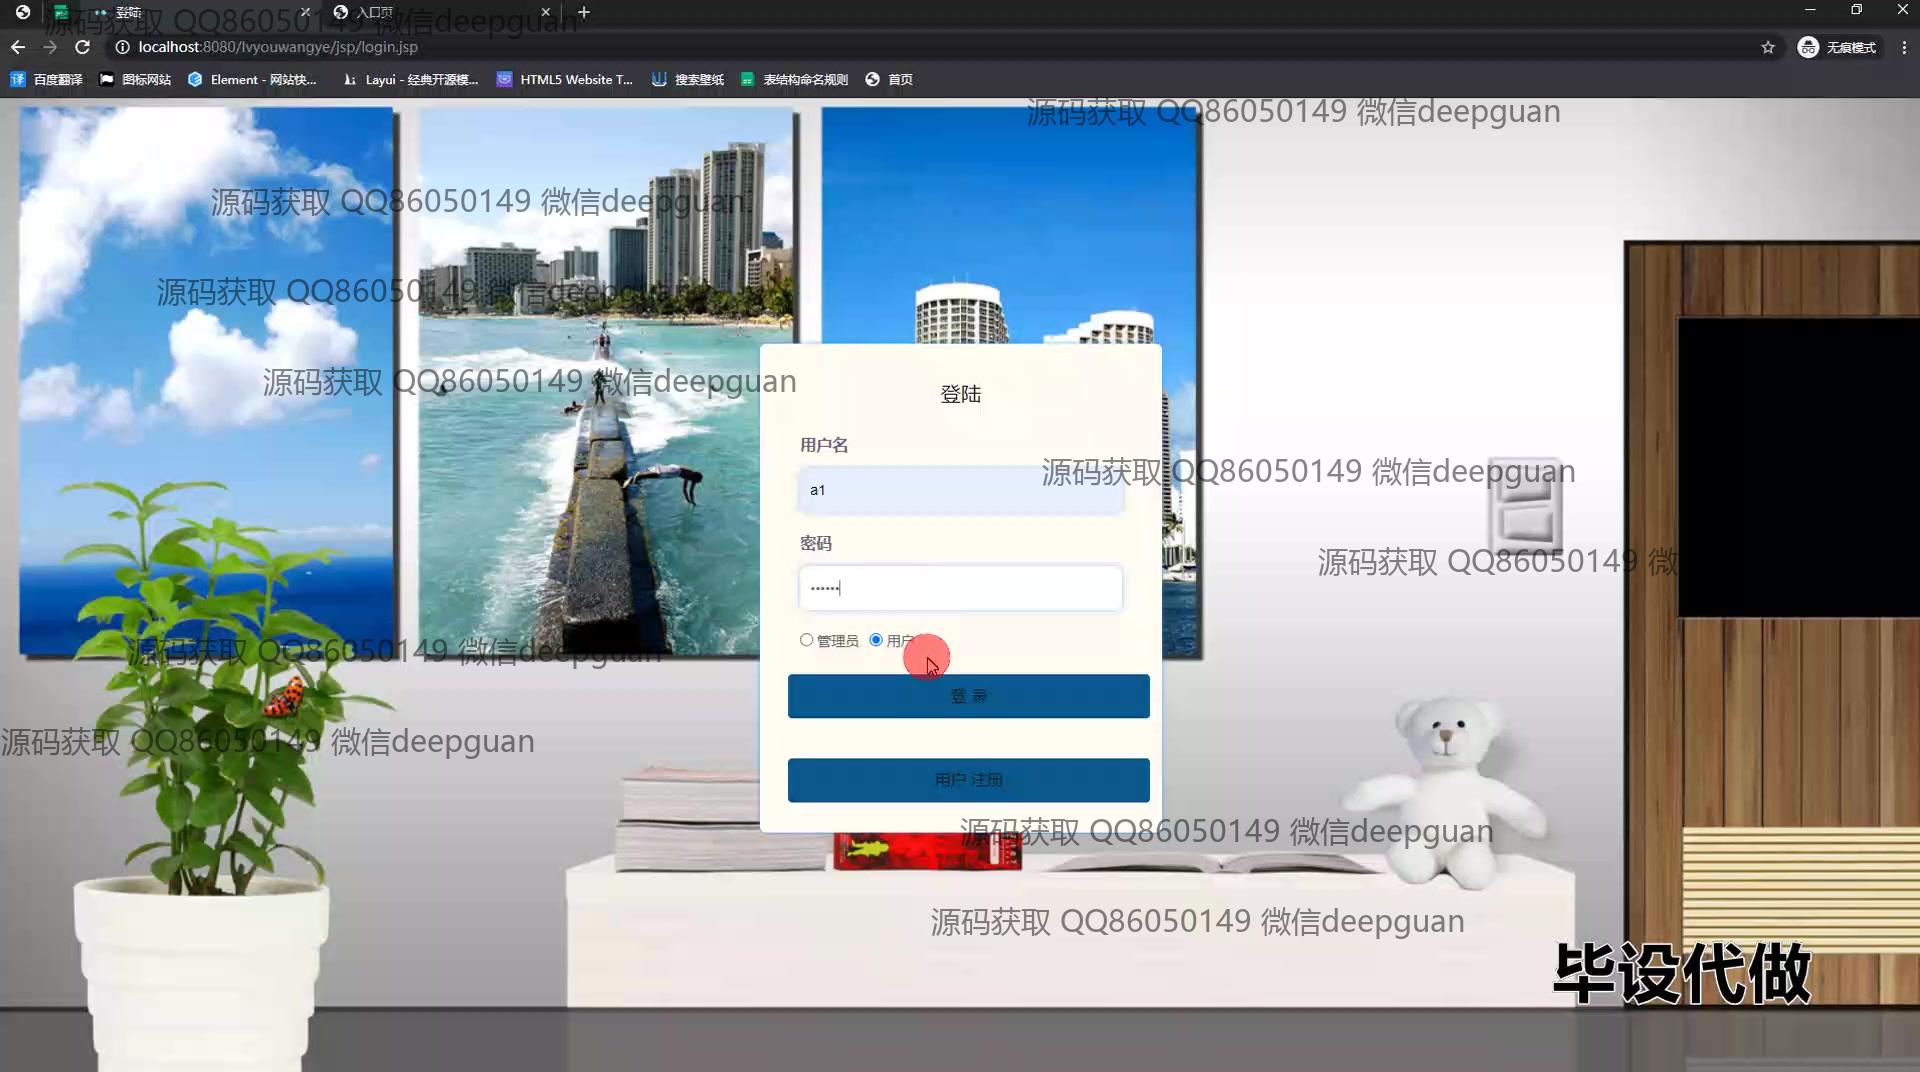 登陆
入口页
源码获取 QQ86050149 微信deepguan
localhost:8080/lvyouwangye/jsp/login.jsp
无痕模式
百度翻译
图标网站
Element - 网站快...
Layui - 经典开源模...
HTML5 Website T...
搜索壁纸
表结构命名规则
首页
源码获取 QQ86050149 微信deepguan
源码获取 QQ86050149 微信deepguan
源码获取 QQ86050149 微信deepguan
源码获取 QQ86050149 微信deepguan
登陆
用户名
a1
源码获取 QQ86050149 微信deepguan
密码
源码获取 QQ86050149 微
管理员
用户
源码获取 QQ86050149 微信deepguan
登 录
源码获取 QQ86050149 微信deepguan
用户 注册
源码获取 QQ86050149 微信deepguan
源码获取 QQ86050149 微信deepguan
毕设代做